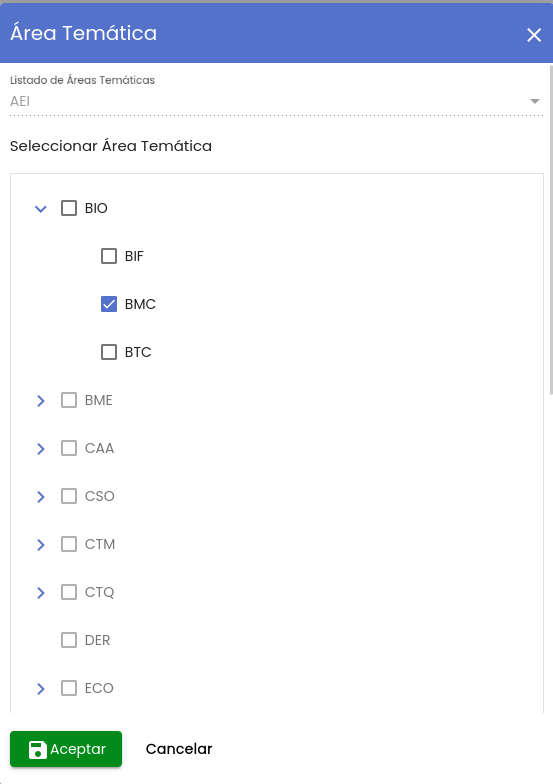 Área Temática
Listado de Áreas Temáticas
AEI
Seleccionar Área Temática
BIO
BIF
BMC
BTC
BME
CAA
CSO
CTM
CTQ
DER
ECO
Aceptar Cancelar